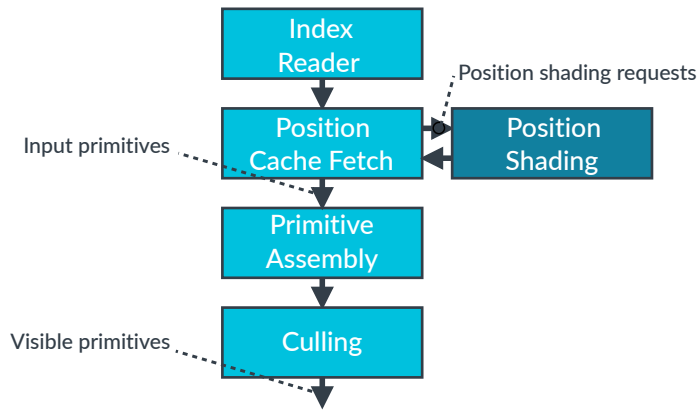 Index
Reader
Position shading requests
Position
Cache Fetch
Position
Shading
Input primitives
Primitive
Assembly
Visible primitives
Culling